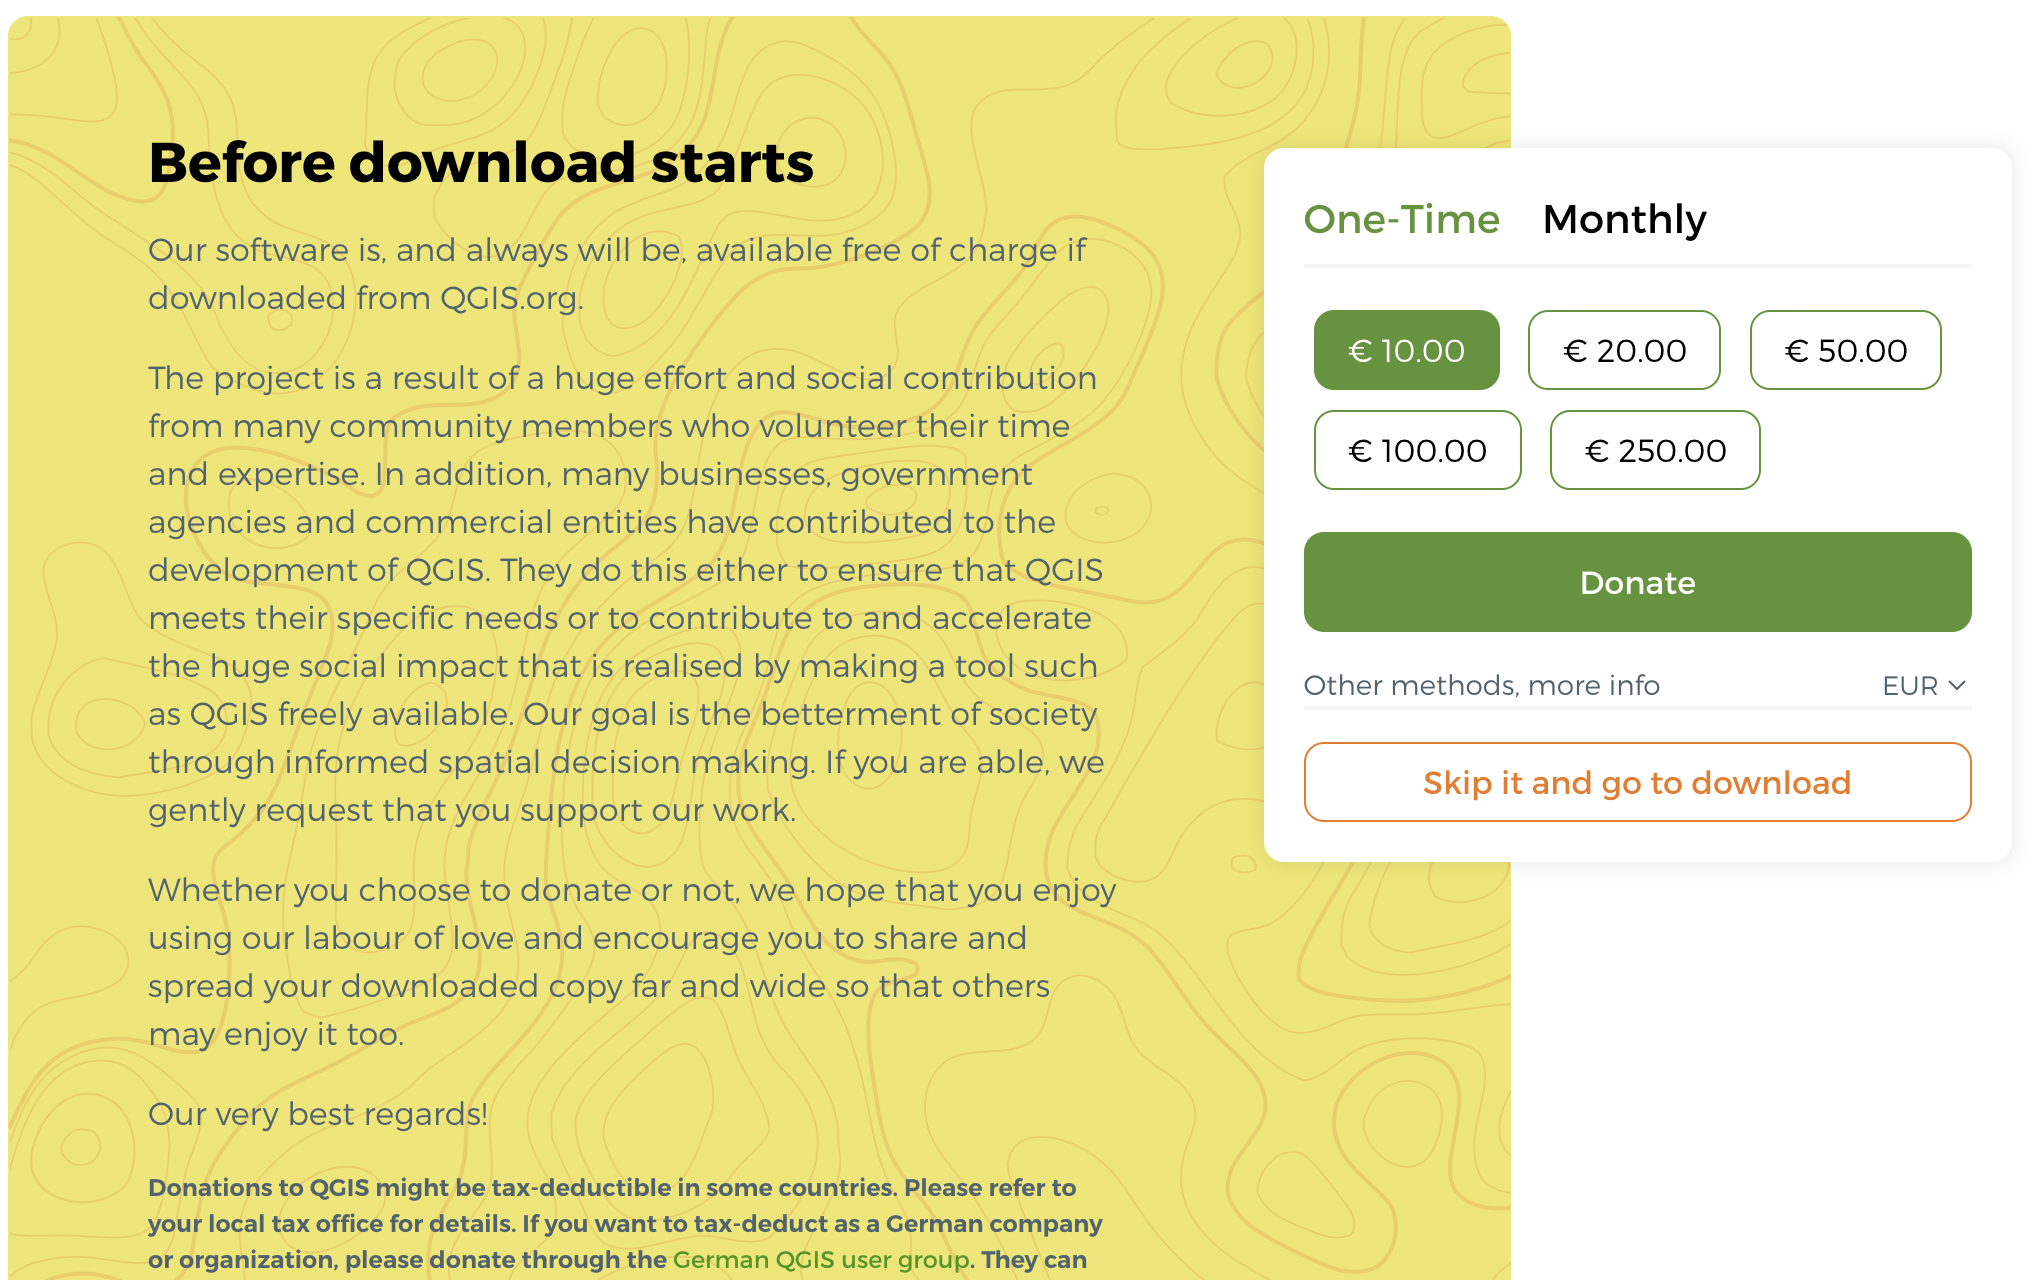 Before download starts
Our software is, and always will be, available free of charge if
downloaded from QGIS.org.
The project is a result of a huge effort and social contribution
from many community members who volunteer their time
and expertise. In addition, many businesses, government
agencies and commercial entities have contributed to the
development of QGIS. They do this either to ensure that QGIS
meets their specific needs or to contribute to and accelerate
the huge social impact that is realised by making a tool such
as QGIS freely available. Our goal is the betterment of society
through informed spatial decision making. If you are able, we
gently request that you support our work.
Whether you choose to donate or not, we hope that you enjoy
using our labour of love and encourage you to share and
spread your downloaded copy far and wide so that others
may enjoy it too.
Our very best regards!
Donations to QGIS might be tax-deductible in some countries. Please refer to
your local tax office for details. If you want to tax-deduct as a German company
or organization, please donate through the German QGIS user group. They can
One-Time Monthly
€ 10.00 € 20.00 € 50.00
€ 100.00 € 250.00
Donate
Other methods, more info EUR
Skip it and go to download